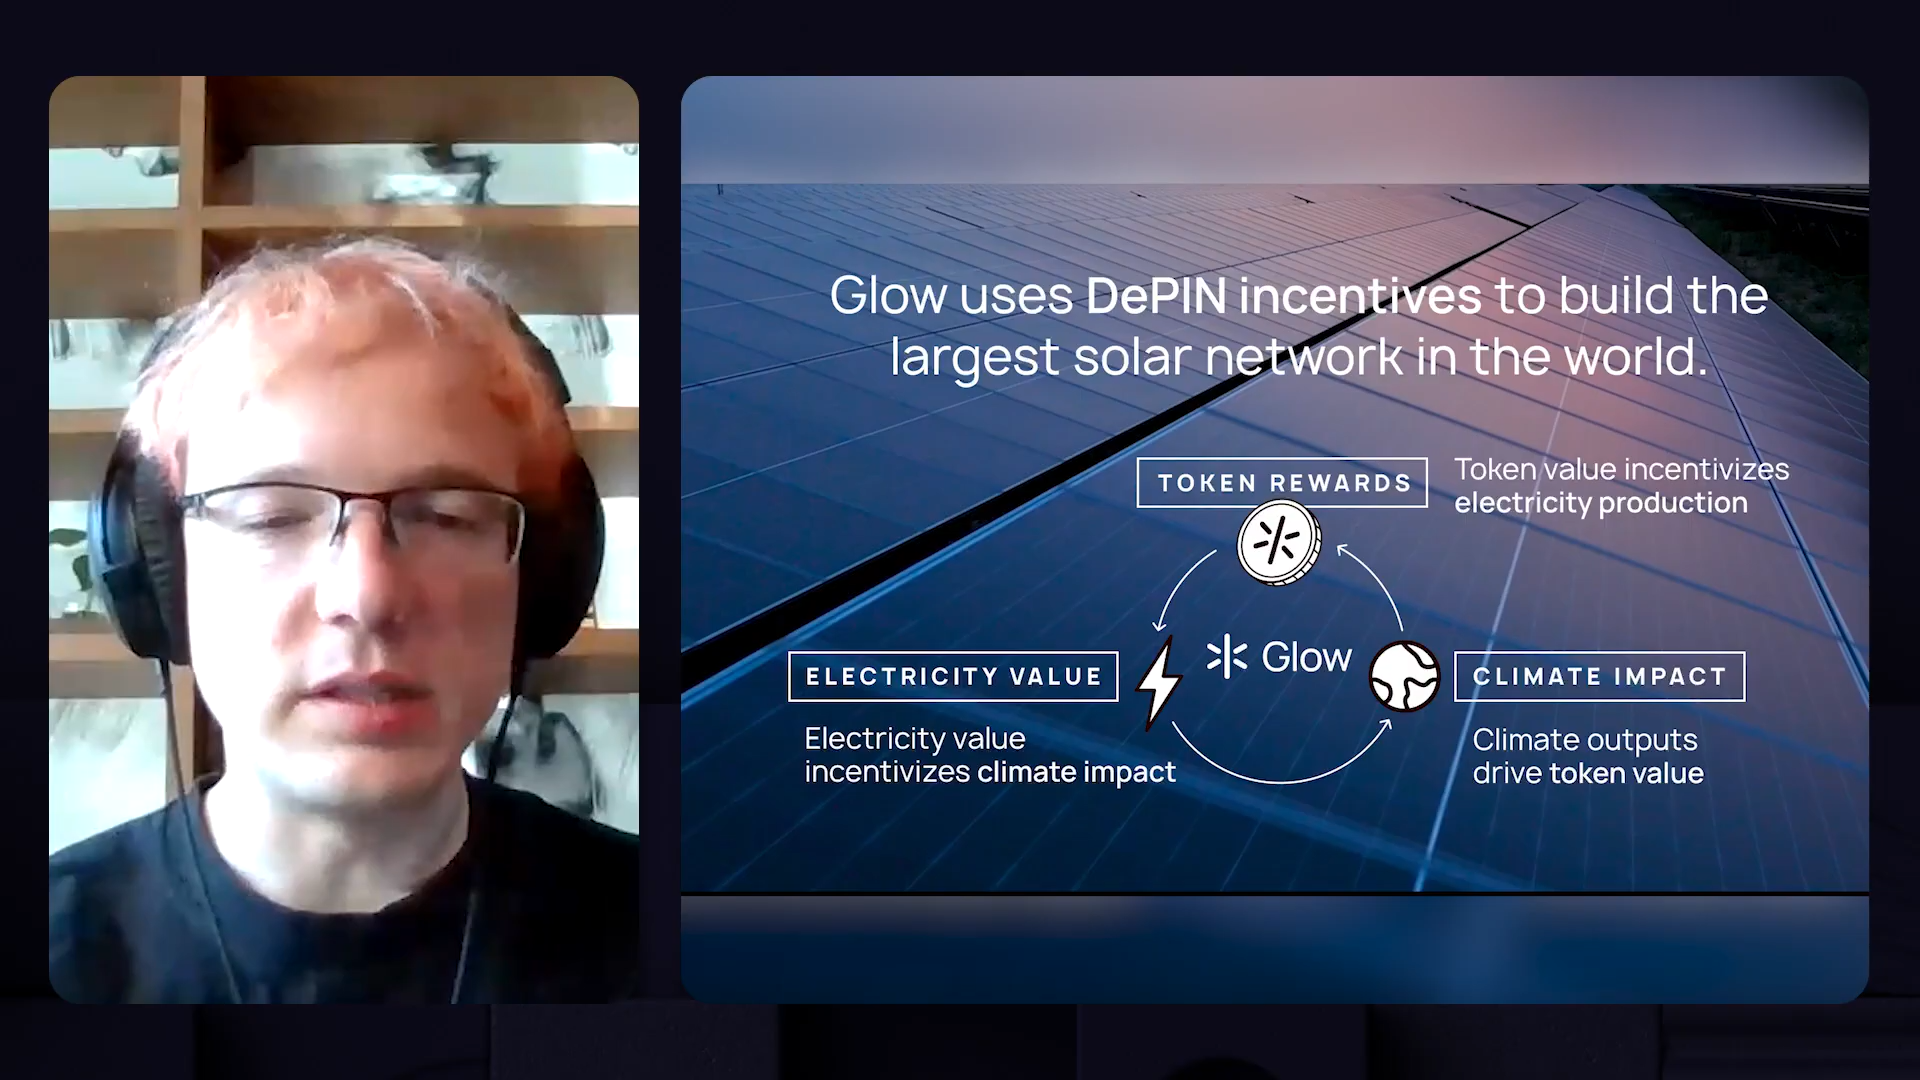 Glow uses DePIN incentives to build the
largest solar network in the world.
TOKEN REWARDS
Token value incentivizes
electricity production
Glow
ELECTRICITY VALUE
Electricity value
incentivizes climate impact
CLIMATE IMPACT
Climate outputs
drive token value